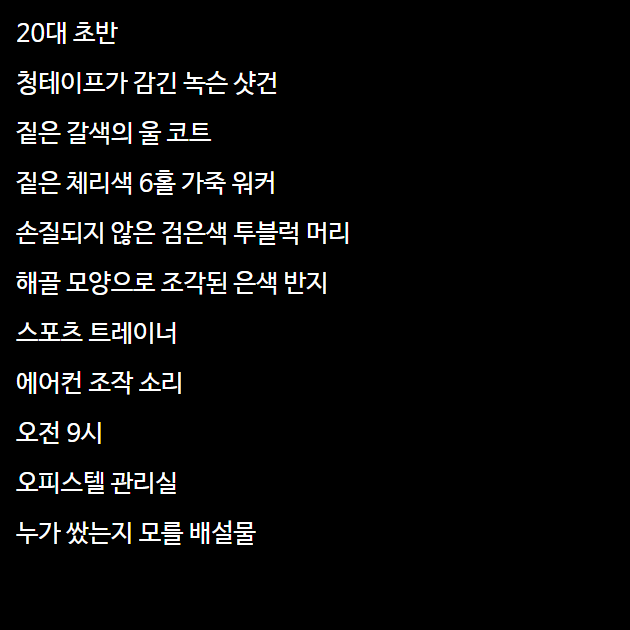 20대 초반
청테이프가 감긴 녹슨 샷건
짙은 갈색의 울 코트
짙은 체리색 6홀 가죽 워커
손질되지 않은 검은색 투블럭 머리
해골 모양으로 조각된 은색 반지
스포츠 트레이너
에어컨 조작 소리
오전 9시
오피스텔 관리실
누가 쌌는지 모를 배설물